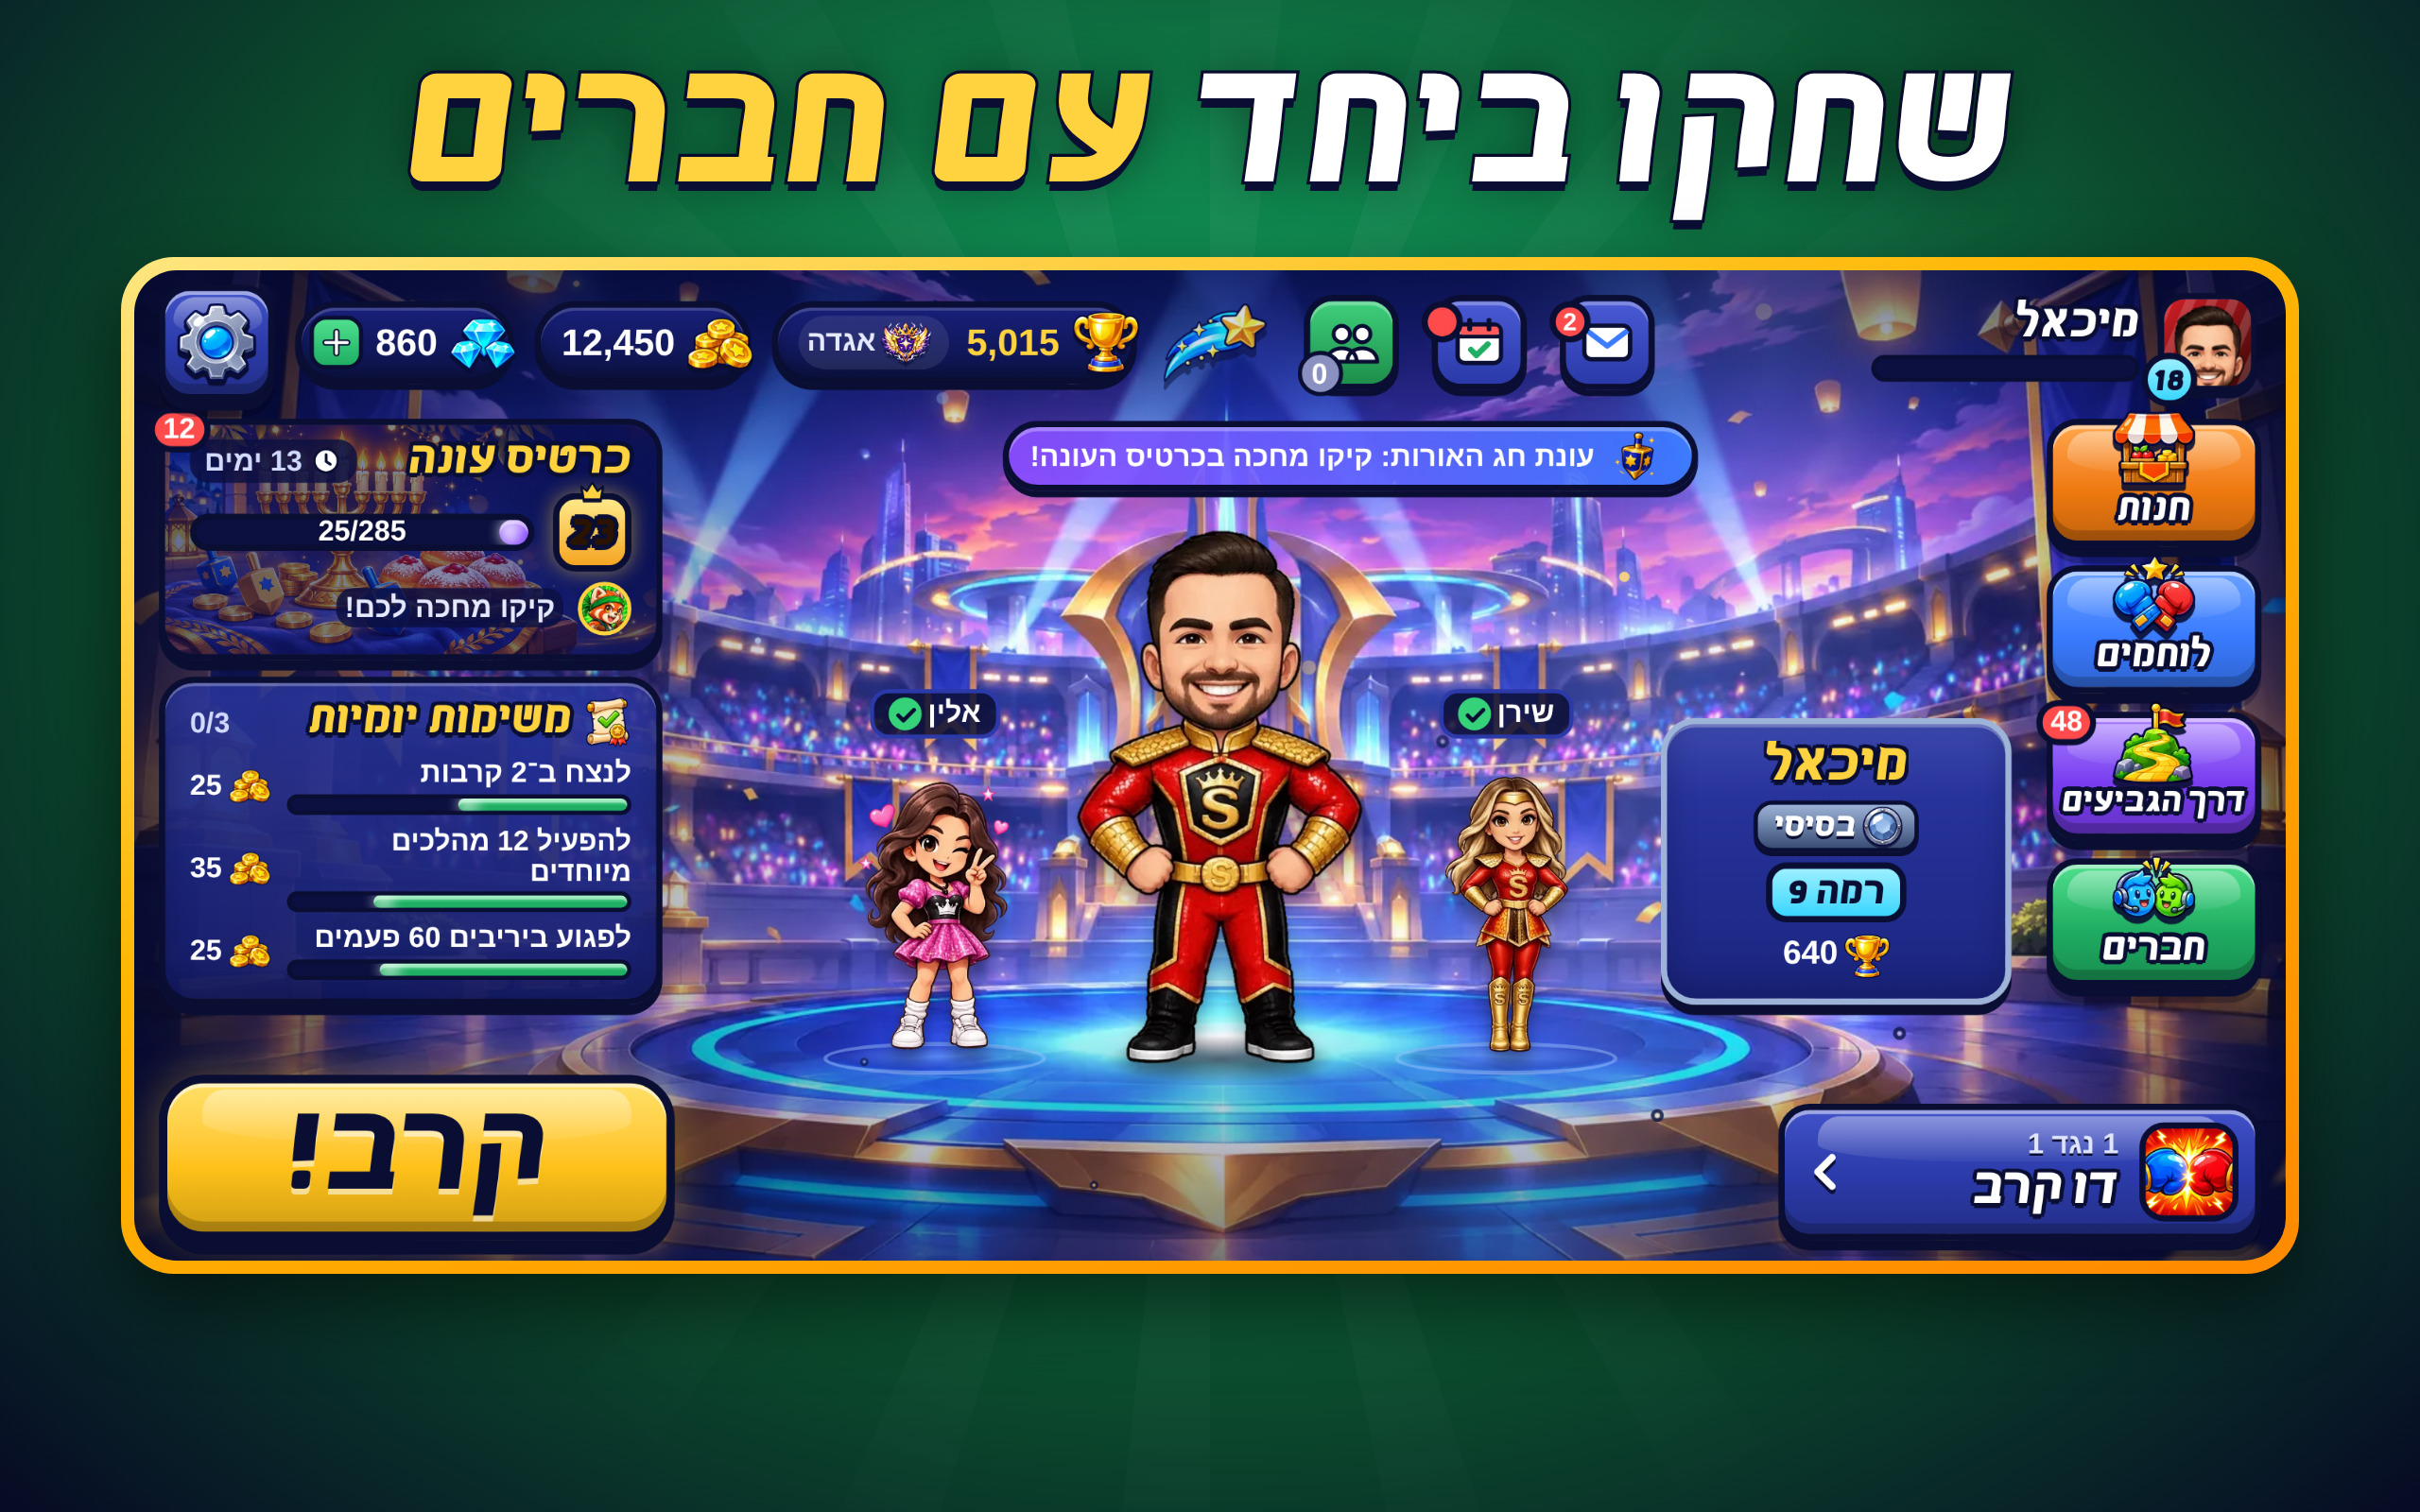 שחקו ביחד עם חברים
מיכאל
18
2
0
5,015
אגדה
12,450
860
עונת חג האורות: קיקו מחכה בכרטיס העונה!
חנות
לוחמים
48
דרך הגביעים
חברים
12
כרטיס עונה
13 ימים
23
25/285
קיקו מחכה לכם!
משימות יומיות
0/3
לנצח ב־2 קרבות
25
להפעיל 12 מהלכים
מיוחדים
35
לפגוע ביריבים 60 פעמים
25
שירן
אלין
S
S
S
מיכאל
בסיסי
רמה 9
640
1 נגד 1
דו קרב
קרב!